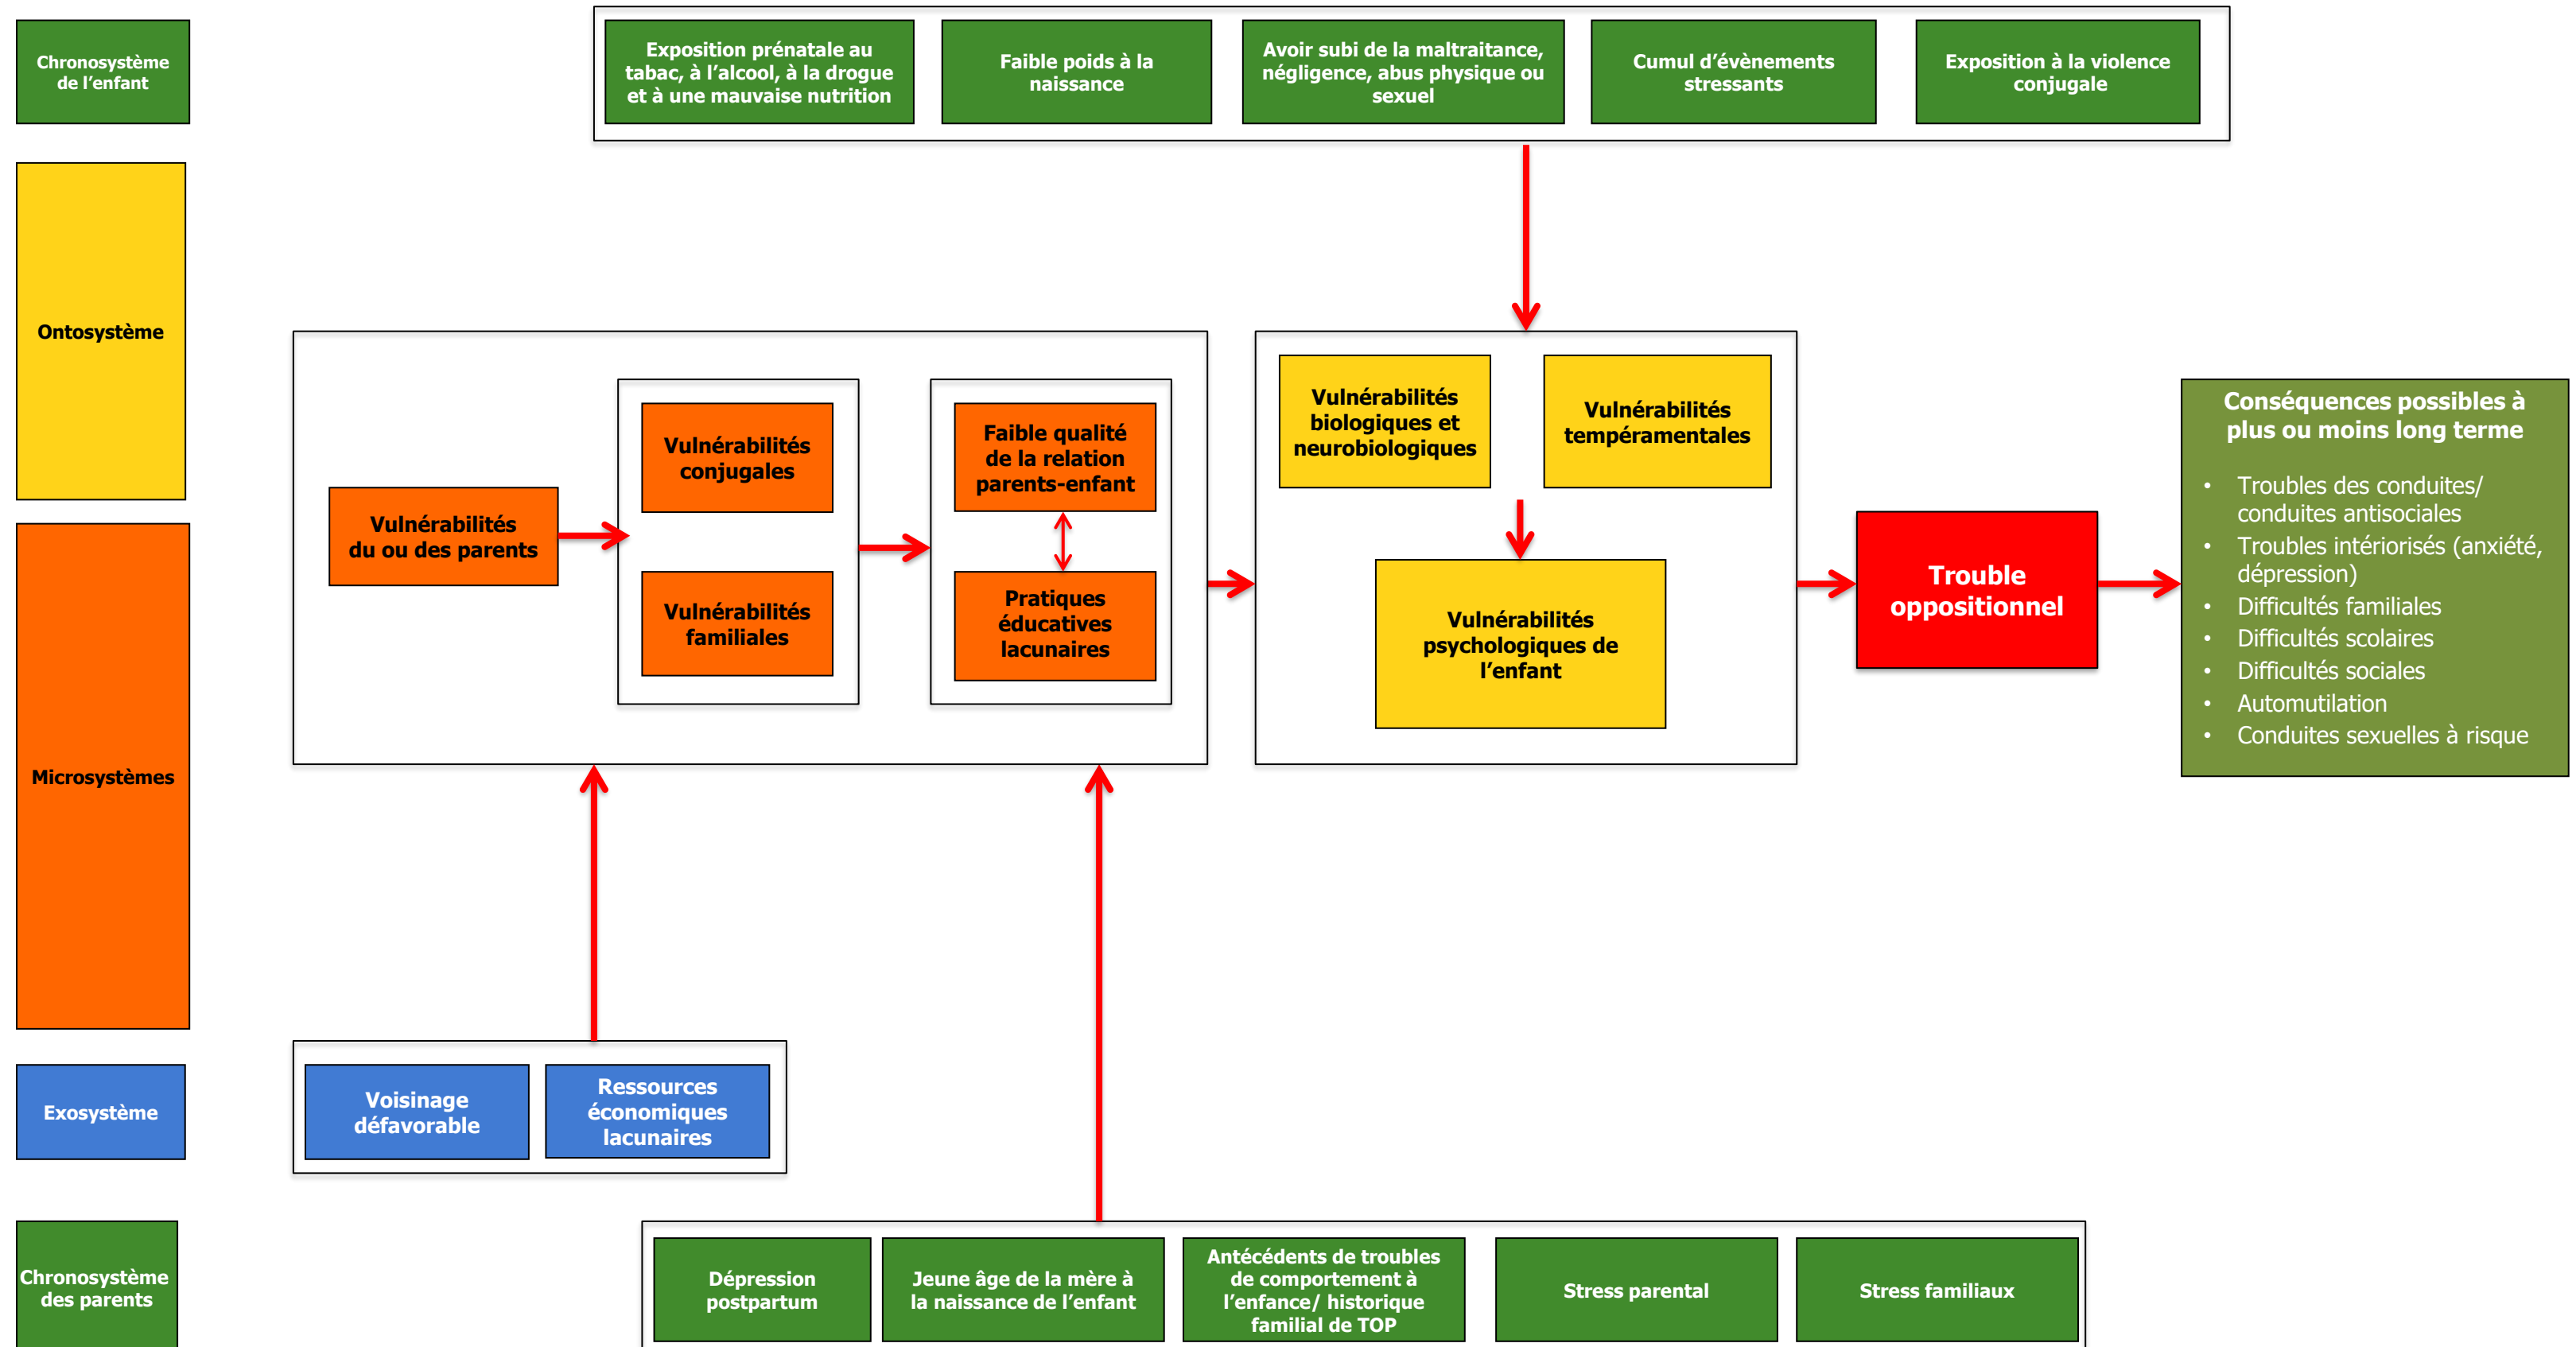 Chronosystème
de l'enfant
Exposition prénatale au
tabac, à l'alcool, à la drogue
et à une mauvaise nutrition
Faible poids à la
naissance
Avoir subi de la maltraitance,
négligence, abus physique ou
sexuel
Cumul d'évènements
stressants
Exposition à la violence
conjugale
Ontosystème
Microsystèmes
Vulnérabilités
du ou des parents
Vulnérabilités
conjugales
Vulnérabilités
familiales
Faible qualité
de la relation
parents-enfant
Pratiques
éducatives
lacunaires
Vulnérabilités
biologiques et
neurobiologiques
Vulnérabilités
tempéramentales
Vulnérabilités
psychologiques de
l'enfant
Trouble
oppositionnel
Conséquences possibles à
plus ou moins long terme
• Troubles des conduites/
conduites antisociales
• Troubles intériorisés (anxiété,
dépression)
• Difficultés familiales
• Difficultés scolaires
• Difficultés sociales
• Automutilation
• Conduites sexuelles à risque
Exosystème
Voisinage
défavorable
Ressources
économiques
lacunaires
Chronosystème
des parents
Dépression
postpartum
Jeune âge de la mère à
la naissance de l'enfant
Antécédents de troubles
de comportement à
l'enfance/ historique
familial de TOP
Stress parental
Stress familiaux